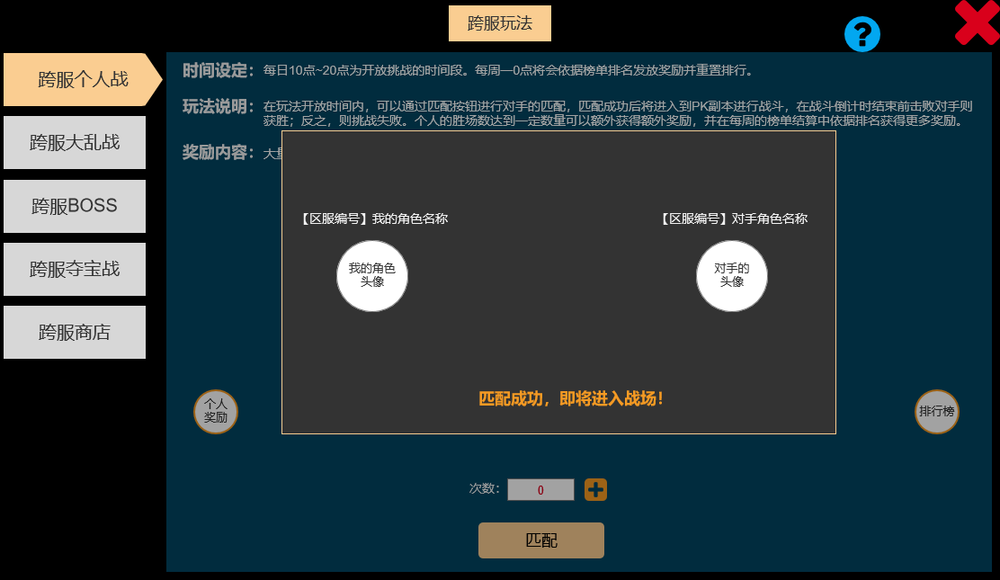 跨服玩法
?
跨服个人战
跨服大乱战
跨服BOSS
跨服夺宝战
跨服商店
时间设定：每日10点~20点为开放挑战的时间段。每周一0点将会依据榜单排名发放奖励并重置排行。
玩法说明：在玩法开放时间内，可以通过匹配按钮进行对手的匹配，匹配成功后将进入到PK副本进行战斗，在战斗倒计时结束前击败对手则
获胜；反之，则挑战失败。个人的胜场数达到一定数量可以额外获得额外奖励，并在每周的榜单结算中依据排名获得更多奖励。
奖励内容：大量
【区服编号】我的角色名称
【区服编号】对手角色名称
我的角色
头像
对手的
头像
匹配成功，即将进入战场！
个人
奖励
排行榜
次数：
0
匹配